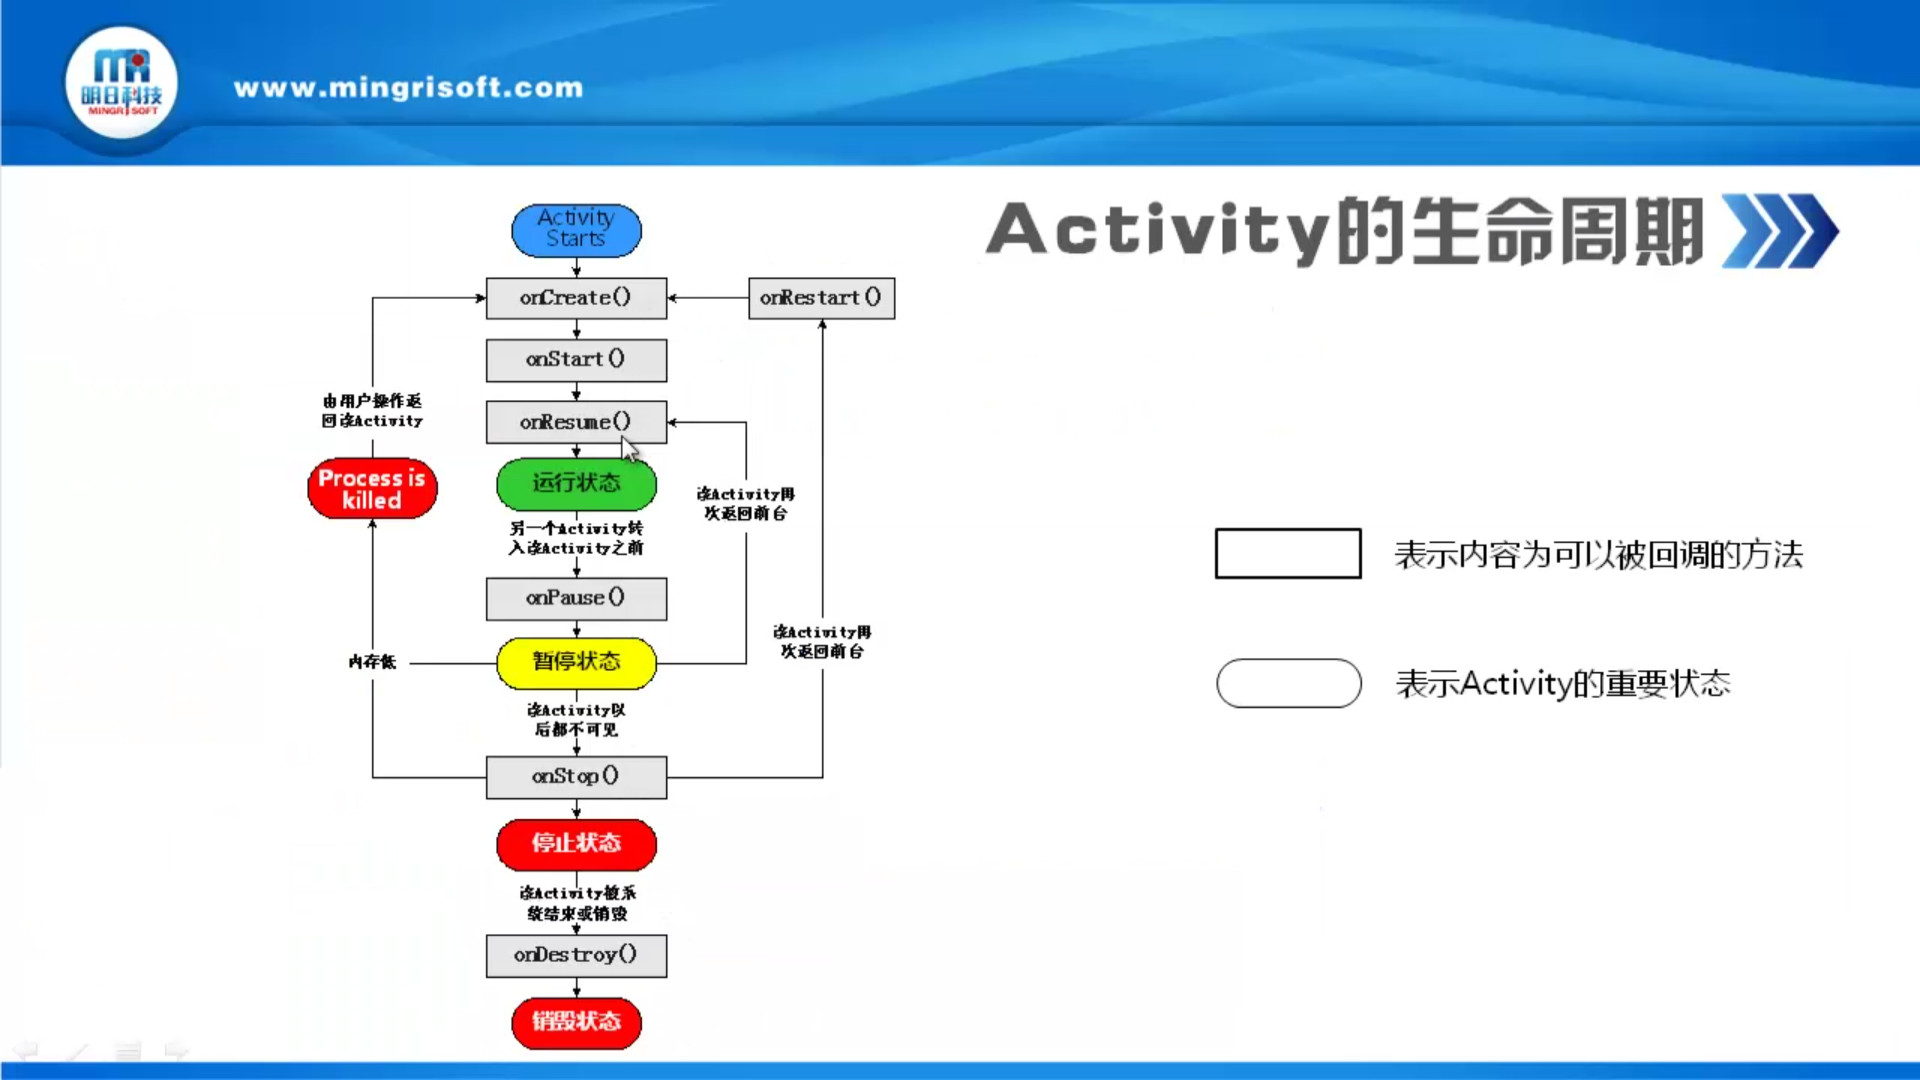 明日科技
MINGRISOFT
www.mingrisoft.com
Activity的生命周期
Activity
Starts
onCreate()
onRestart()
onStart()
由用户操作返
回该Activity
onResume()
Process is
killed
运行状态
该Activity再
次返回前台
另一个Activity转
入该Activity之前
onPause()
该Activity再
次返回前台
内存低
暂停状态
该Activity以
后都不可见
onStop()
停止状态
该Activity被系
统结束或销毁
onDestroy()
销毁状态
表示内容为可以被回调的方法
表示Activity的重要状态